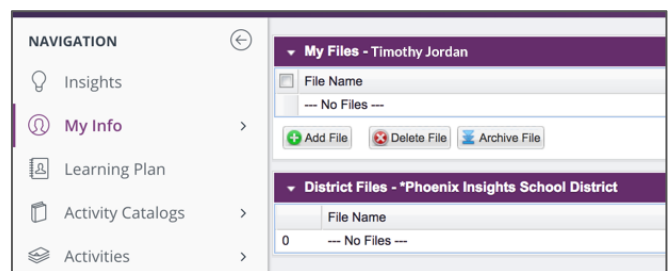 NAVIGATION
Insights
My Info
Learning Plan
Activity Catalogs
Activities
My Files - Timothy Jordan
File Name
--- No Files ---
Add File Delete File Archive File
District Files - *Phoenix Insights School District
File Name
0 --- No Files ---